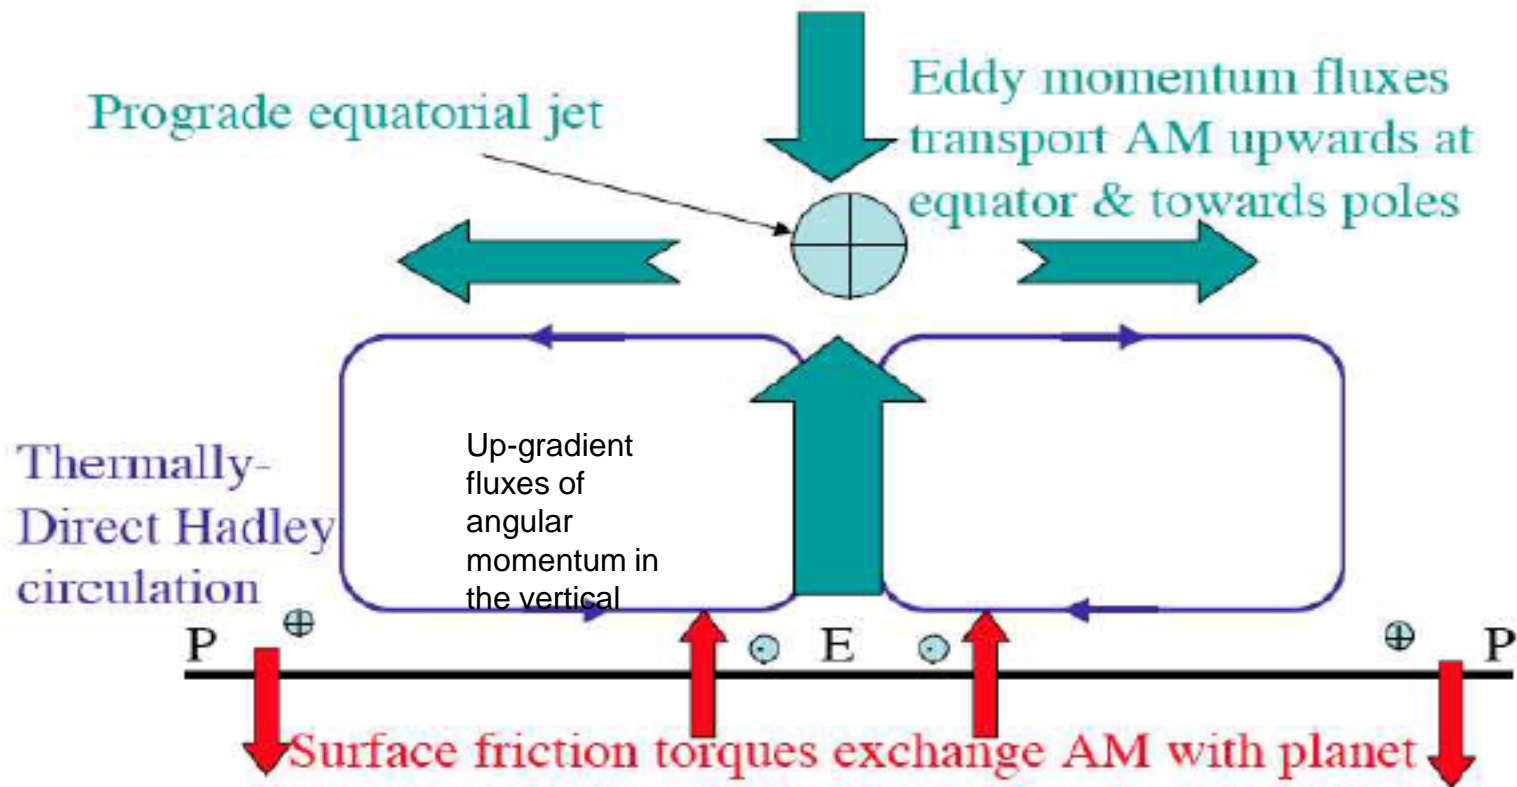 Prograde equatorial jet
Eddy momentum fluxes
transport AM upwards at
equator & towards poles
Thermally-
Direct Hadley
circulation
Up-gradient
fluxes of
angular
momentum in
the vertical
P
E
P
Surface friction torques exchange AM with planet